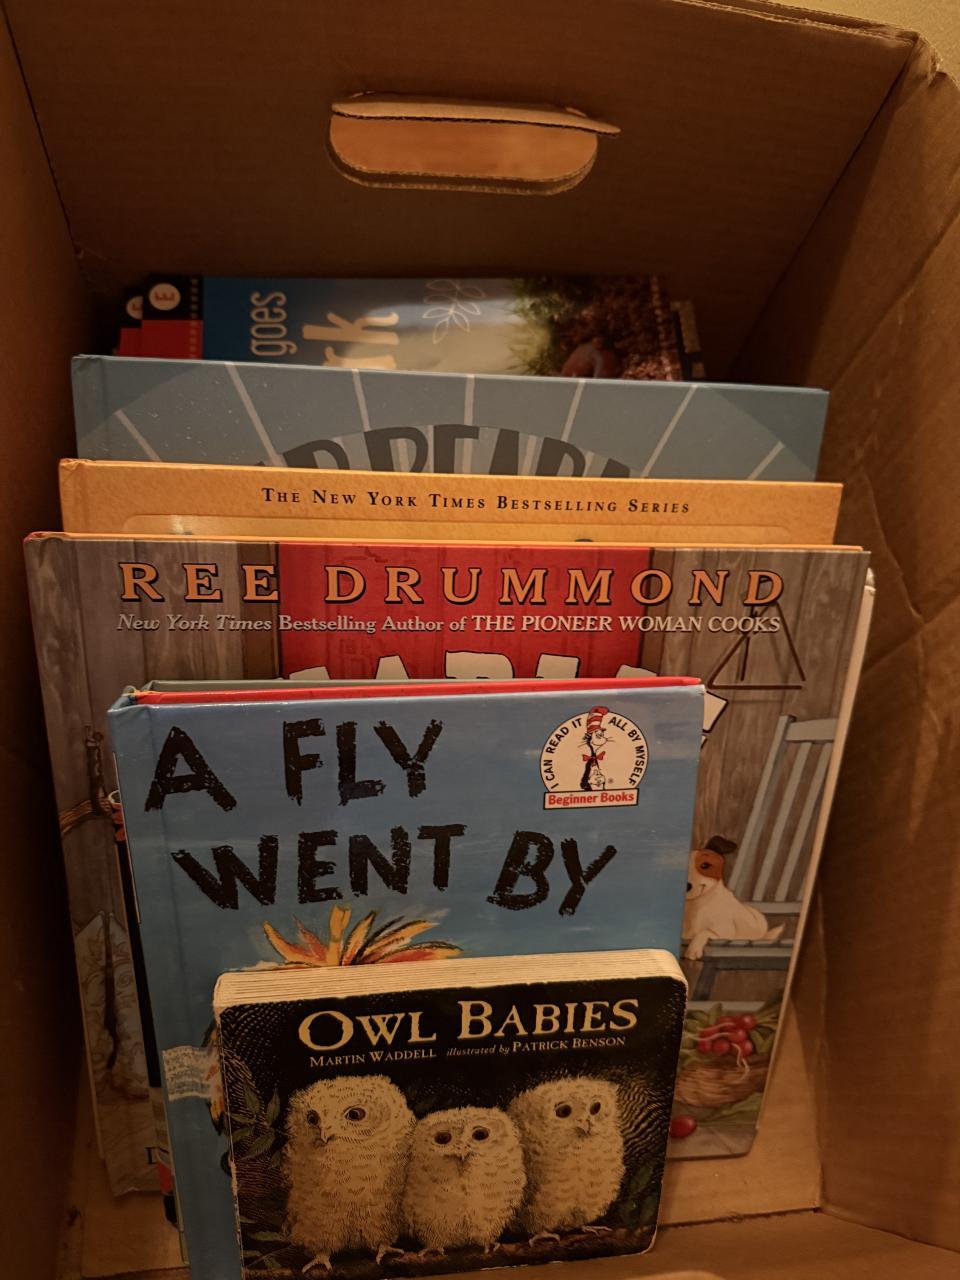 E
E
goes
rk
THE NEW YORK TIMES BESTSELLING SERIES
REE DRUMMOND
New York Times Bestselling Author of THE PIONEER WOMAN COOKS
A FLY
WENT BY
I CAN READ IT ALL BY MYSELF
Beginner Books
OWL BABIES
MARTIN WADDELL illustrated by PATRICK BENSON